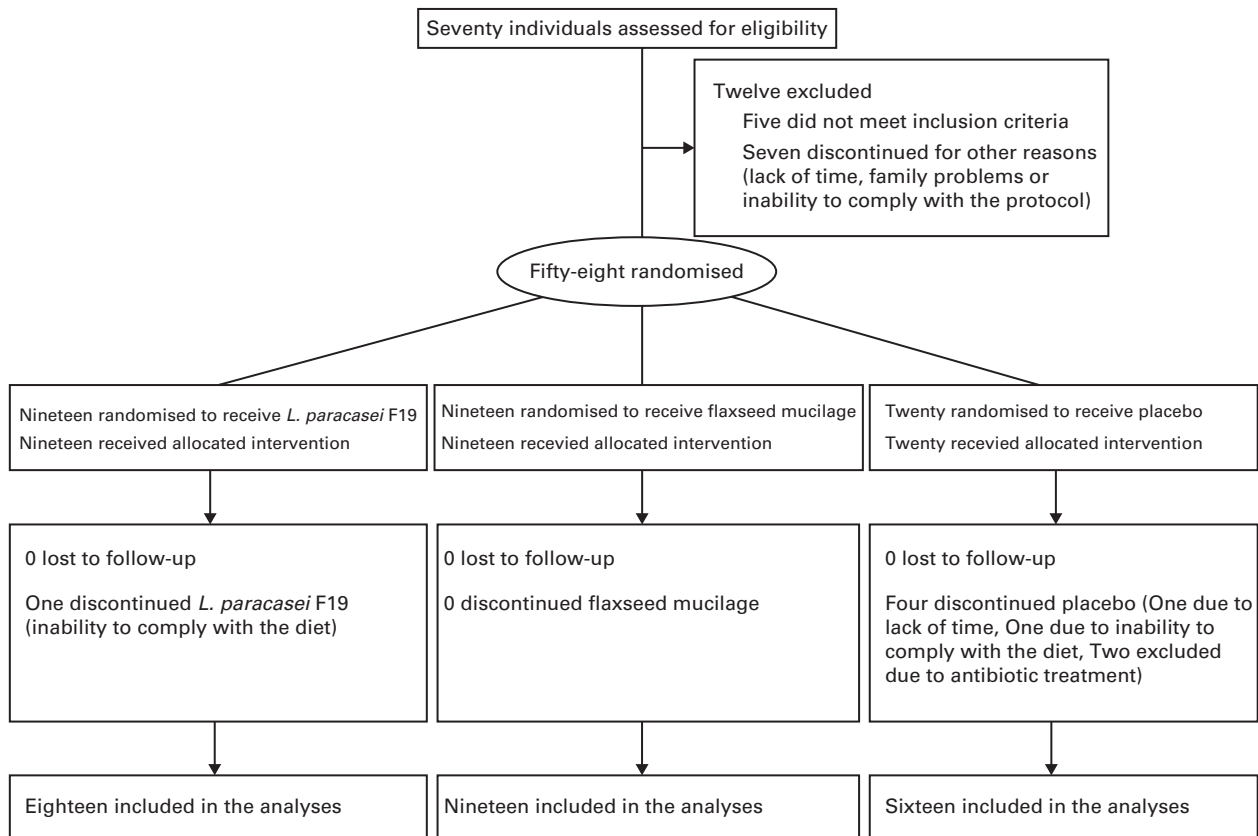 Seventy individuals assessed for eligibility
Twelve excluded
Five did not meet inclusion criteria
Seven discontinued for other reasons
(lack of time, family problems or
inability to comply with the protocol)
Fifty-eight randomised
Nineteen randomised to receive L. paracasei F19
Nineteen received allocated intervention
Nineteen randomised to receive flaxseed mucilage
Nineteen recevied allocated intervention
Twenty randomised to receive placebo
Twenty recevied allocated intervention
0 lost to follow-up
One discontinued L. paracasei F19
(inability to comply with the diet)
0 lost to follow-up
0 discontinued flaxseed mucilage
0 lost to follow-up
Four discontinued placebo (One due to
lack of time, One due to inability to
comply with the diet, Two excluded
due to antibiotic treatment)
Eighteen included in the analyses
Nineteen included in the analyses
Sixteen included in the analyses